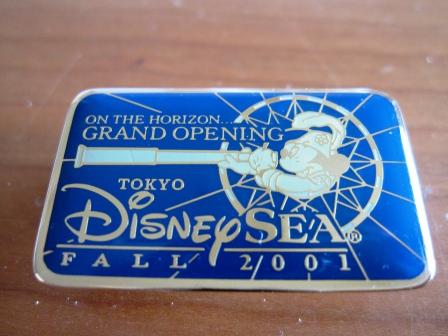 ON THE HORIZON...
GRAND OPENING
TOKYO
DISNEYSEA®
FALL 2001